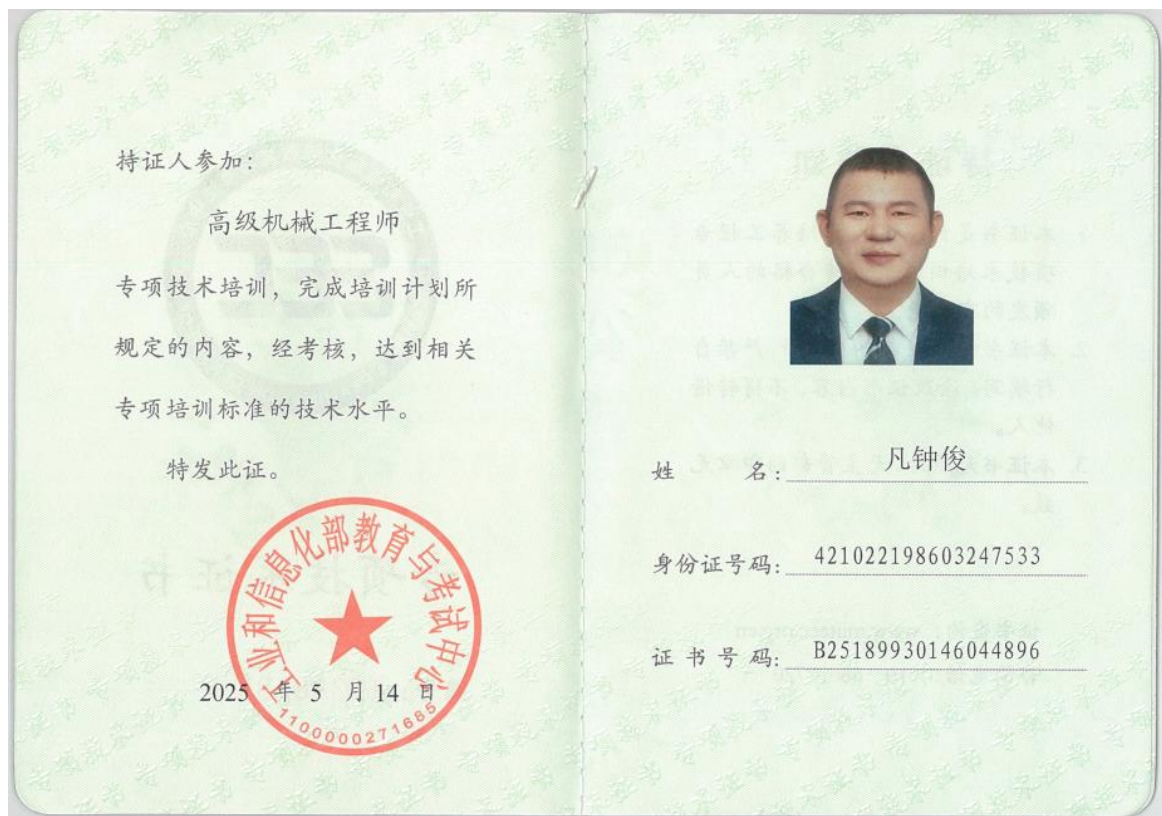 持证人参加：
高级机械工程师
专项技术培训，完成培训计划所
规定的内容，经考核，达到相关
专项培训标准的技术水平。
特发此证。
工业和信息化部教育与考试中心
1100000271685
2025 年 5 月 14 日
姓 名：凡钟俊
身份证号码：421022198603247533
证书号码：B25189930146044896